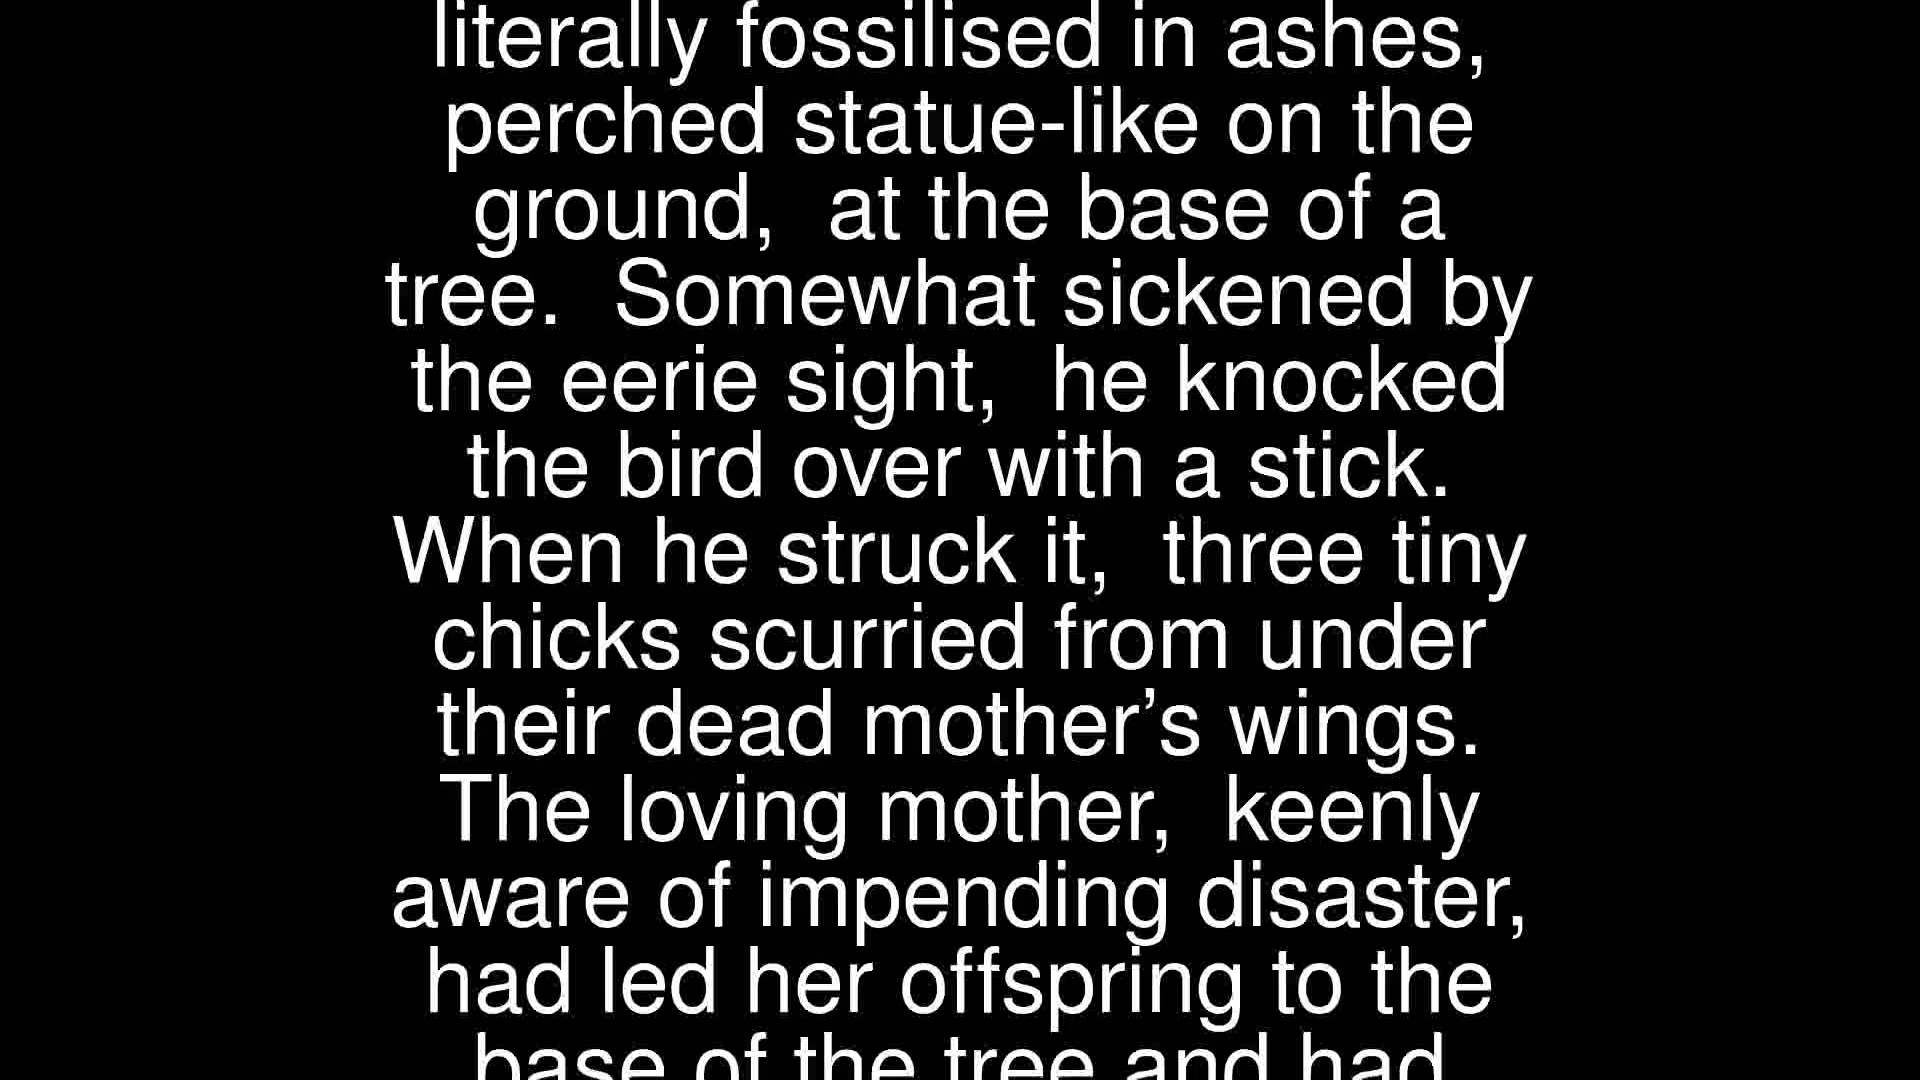 literally fossilised in ashes,
perched statue-like on the
ground,  at the base of a
tree.  Somewhat sickened by
the eerie sight,  he knocked
the bird over with a stick.
When he struck it,  three tiny
chicks scurried from under
their dead mother’s wings.
The loving mother,  keenly
aware of impending disaster,
had led her offspring to the
base of the tree and had